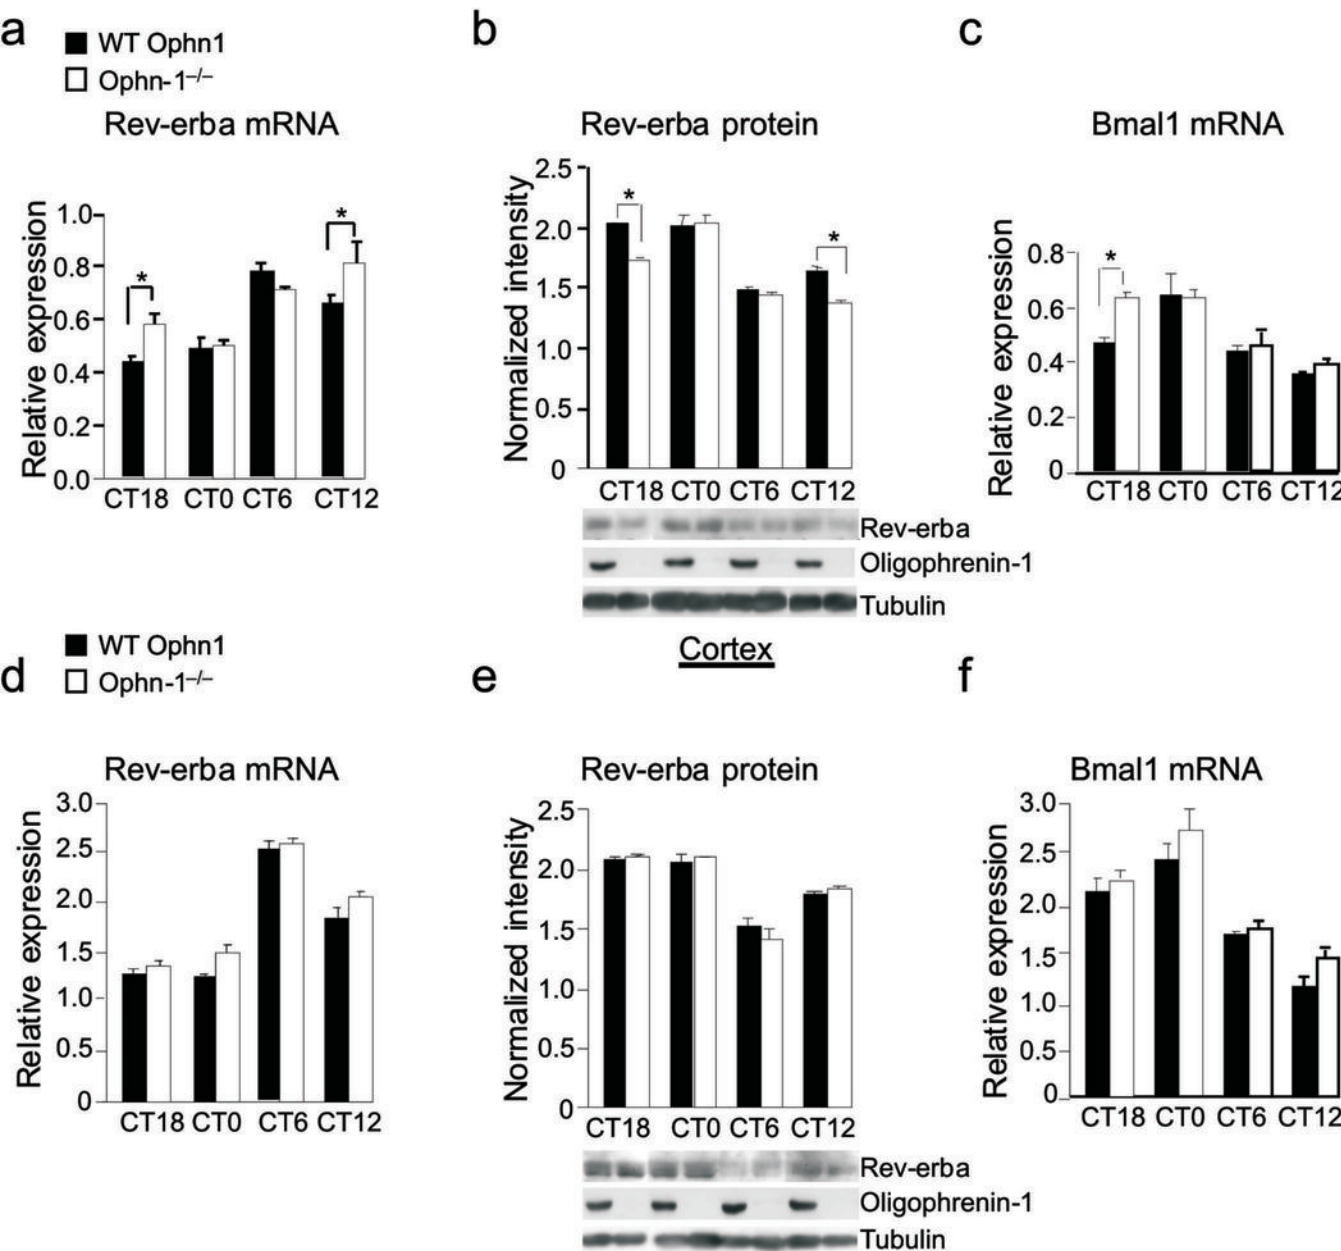 a
WT Ophn1
Ophn-1–/–
Rev-erba mRNA
Relative expression
1.0
0.8
0.6
0.4
0.2
0.0
*
*
CT18 CT0 CT6 CT12
b
Rev-erba protein
Normalized intensity
2.5
2.0
1.5
1.0
0.5
0
*
*
CT18 CT0 CT6 CT12
Rev-erba
Oligophrenin-1
Tubulin
c
Bmal1 mRNA
Relative expression
0.8
0.6
0.4
0.2
0
*
CT18 CT0 CT6 CT12
Cortex
d
WT Ophn1
Ophn-1–/–
Rev-erba mRNA
Relative expression
3.0
2.5
2.0
1.5
1.0
0.5
0
CT18 CT0 CT6 CT12
e
Rev-erba protein
Normalized intensity
2.5
2.0
1.5
1.0
0.5
0
CT18 CT0 CT6 CT12
Rev-erba
Oligophrenin-1
Tubulin
f
Bmal1 mRNA
Relative expression
3.0
2.5
2.0
1.5
1.0
0.5
0
CT18 CT0 CT6 CT12